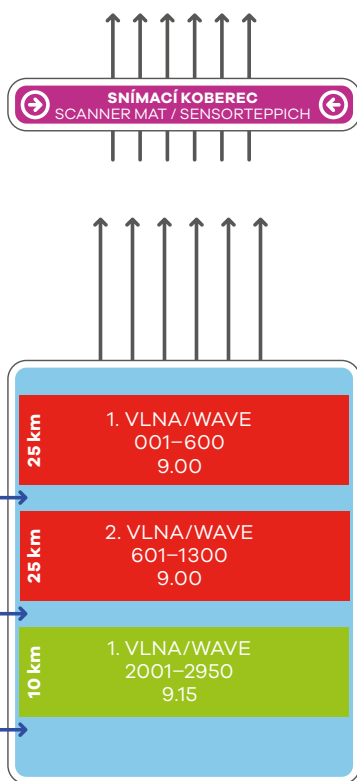 SNÍMACÍ KOBEREC
SCANNER MAT / SENSORTEPPICH
25 km
1. VLNA/WAVE
001–600
9.00
25 km
2. VLNA/WAVE
601–1300
9.00
10 km
1. VLNA/WAVE
2001–2950
9.15